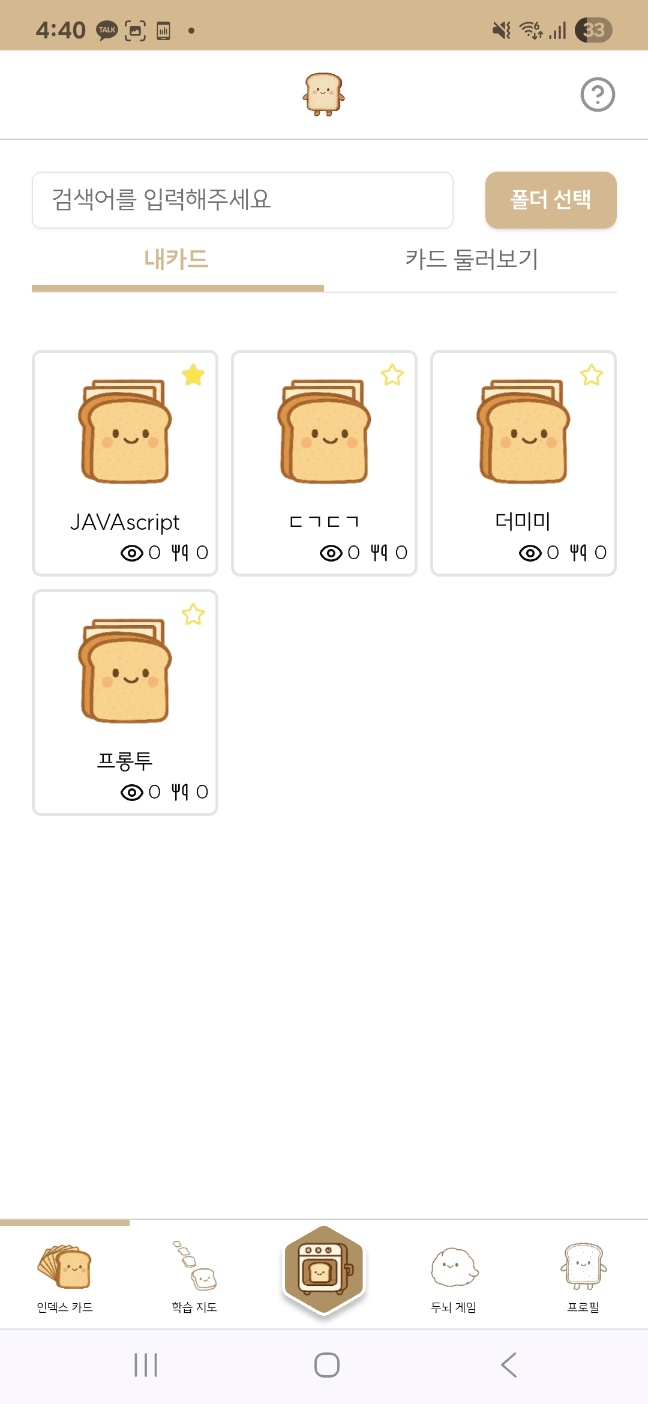 4:40 TALK 6 33
검색어를 입력해주세요 폴더 선택
내카드 카드 둘러보기
JAVAscript ㄷㄱㄷㄱ 더미미
0 0 0 0 0 0
프롱투
0 0
인덱스 카드 학습 지도 두뇌 게임 프로필